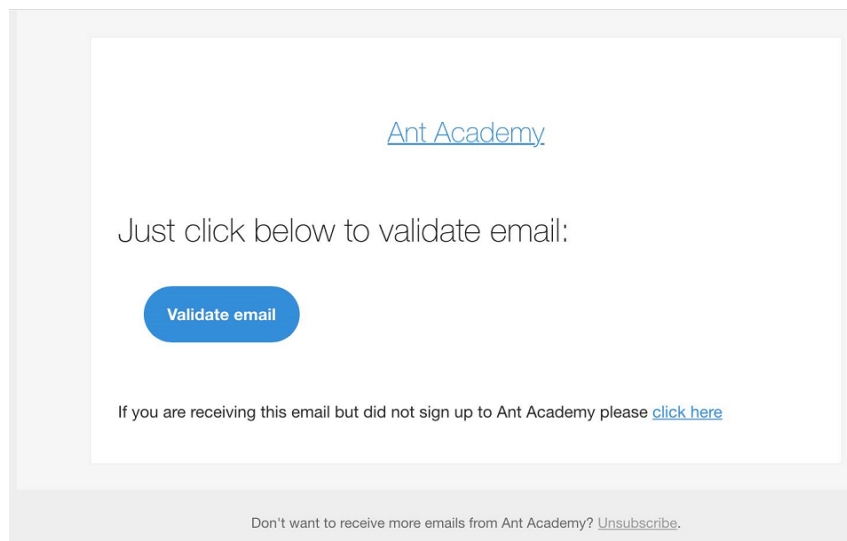 Ant Academy
Just click below to validate email:
Validate email
If you are receiving this email but did not sign up to Ant Academy please click here
Don't want to receive more emails from Ant Academy? Unsubscribe.